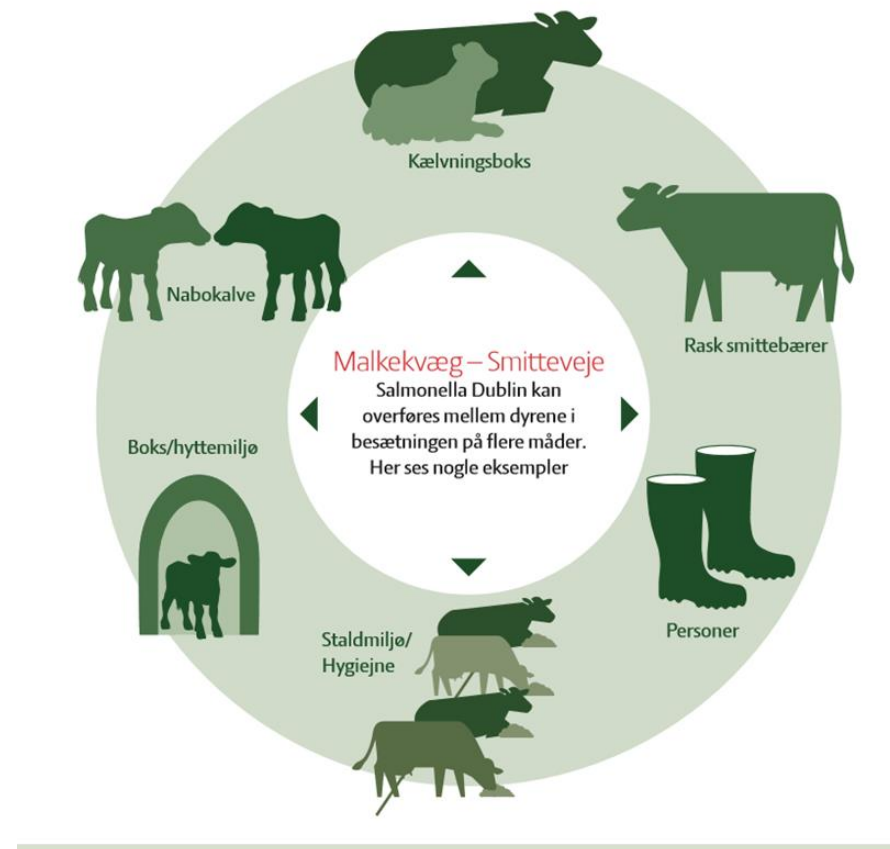 Kælvningsboks
Nabokalve
Rask smittebærer
Malkekvæg – Smitteveje
Salmonella Dublin kan
overføres mellem dyrene i
besætningen på flere måder.
Her ses nogle eksempler
Boks/hyttemiljø
Personer
Staldmiljø/
Hygiejne